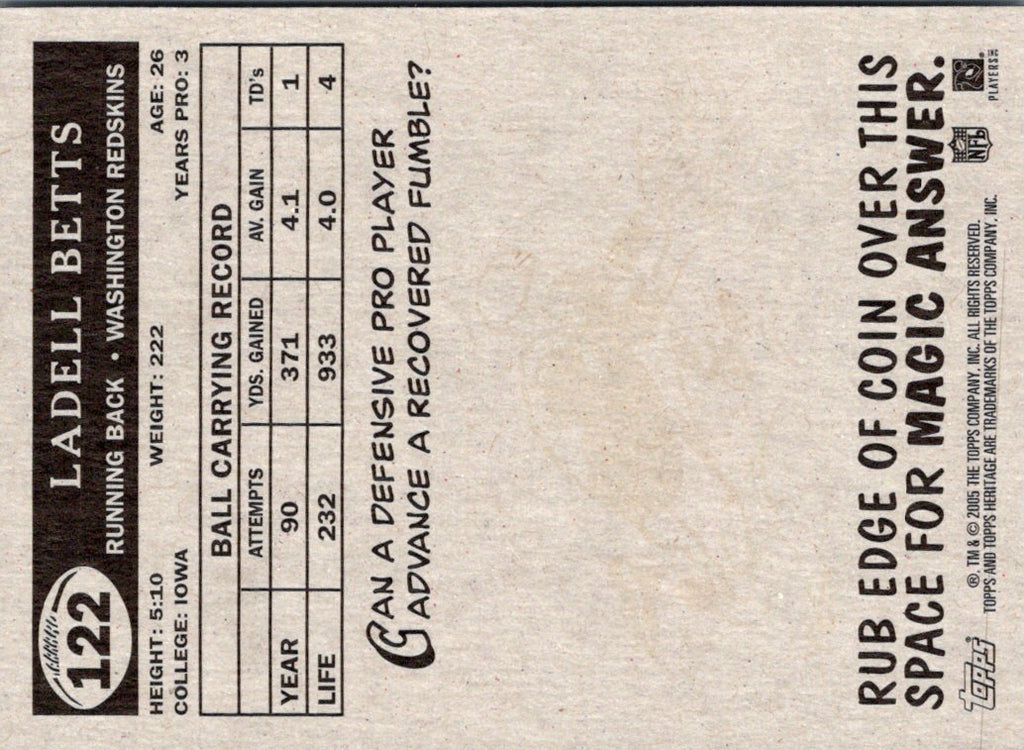 122
LADELL BETTS
RUNNING BACK • WASHINGTON REDSKINS
HEIGHT: 5:10 WEIGHT: 222 AGE: 26
COLLEGE: IOWA YEARS PRO: 3
BALL CARRYING RECORD
ATTEMPTS YDS. GAINED AV. GAIN TD's
YEAR 90 371 4.1 1
LIFE 232 933 4.0 4
CAN A DEFENSIVE PRO PLAYER
ADVANCE A RECOVERED FUMBLE?
RUB EDGE OF COIN OVER THIS
SPACE FOR MAGIC ANSWER.
TOPPS®
®, TM & © 2005 THE TOPPS COMPANY, INC. ALL RIGHTS RESERVED.
TOPPS AND TOPPS HERITAGE ARE TRADEMARKS OF THE TOPPS COMPANY, INC.
NFL
PLAYERS